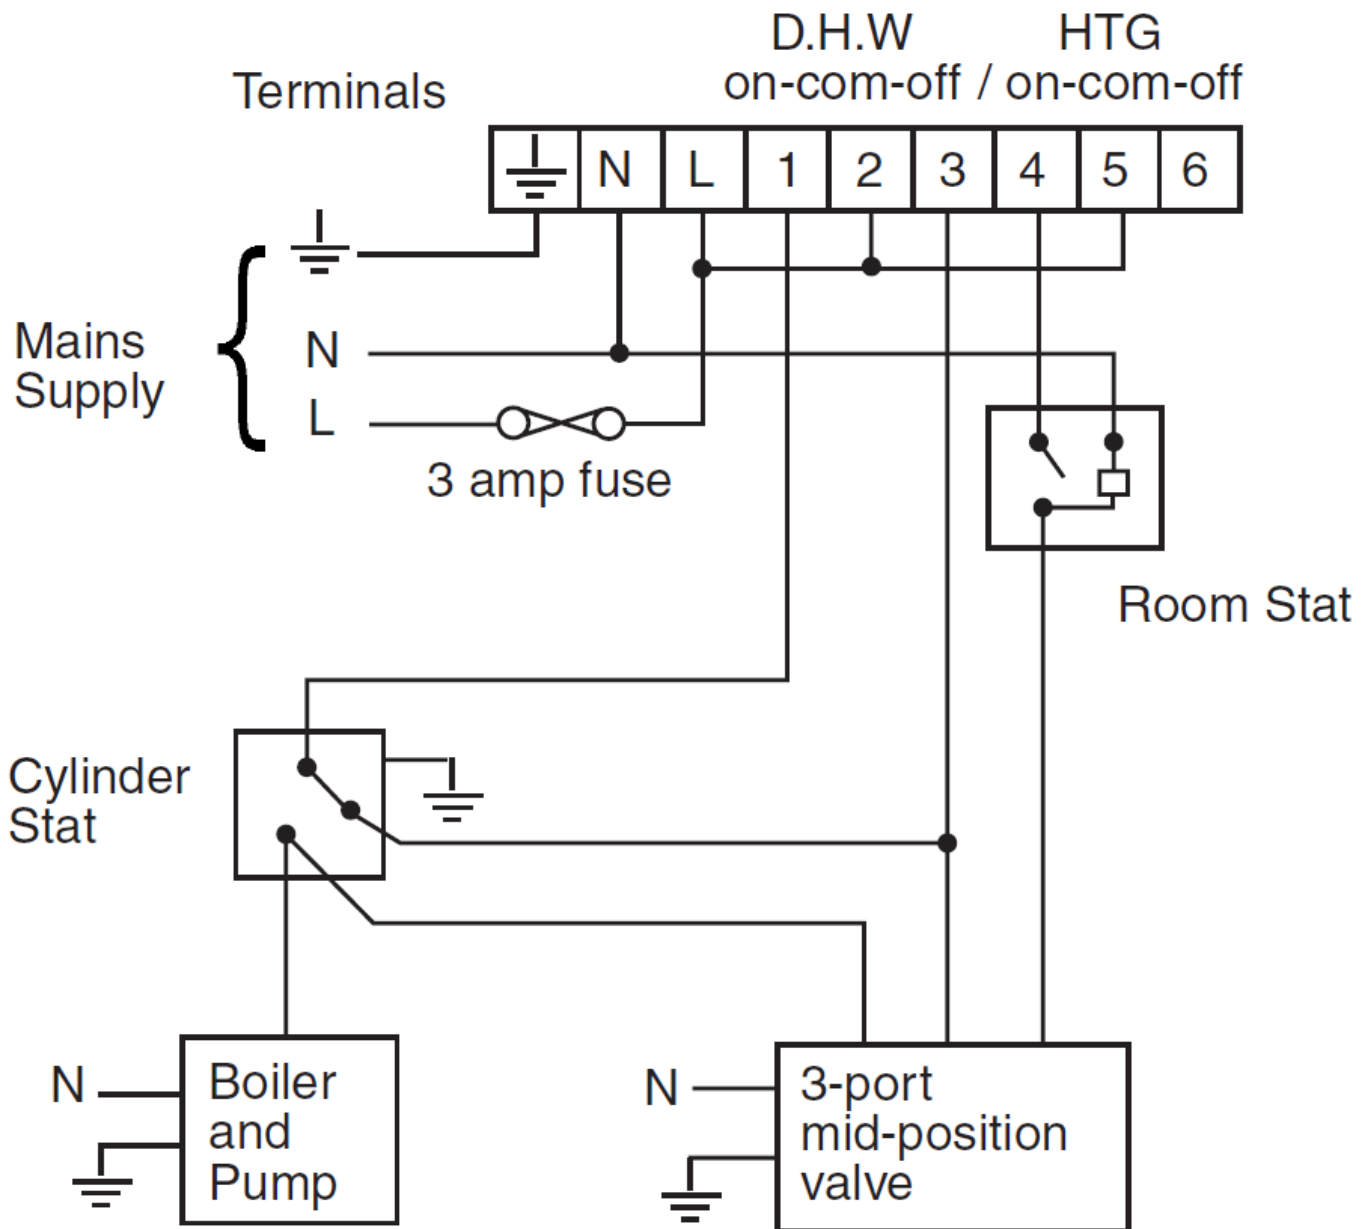 D.H.W HTG
on-com-off / on-com-off
Terminals
N L 1 2 3 4 5 6
Mains
Supply
N
L
3 amp fuse
Room Stat
Cylinder
Stat
N
Boiler
and
Pump
N
3-port
mid-position
valve